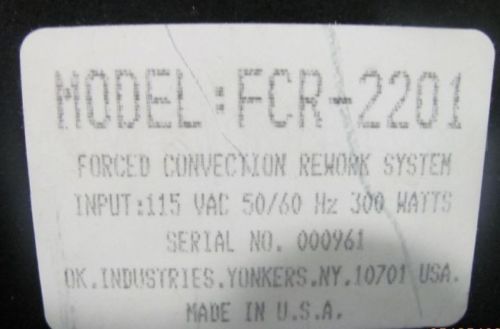 MODEL:FCR-2201
FORCED CONVECTION REWORK SYSTEM
INPUT:115 VAC 50/60 Hz 300 WATTS
SERIAL NO. 000961
OK.INDUSTRIES.YONKERS.NY.10701 USA.
MADE IN U.S.A.